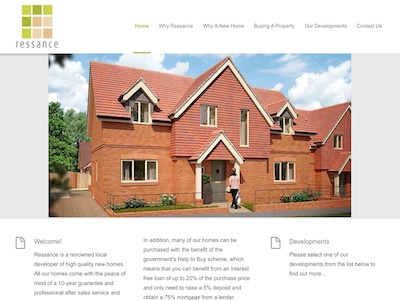 ressance
Home
Why Ressance
Why A New Home
Buying A Property
Our Developments
Contact Us
Welcome!
Ressance is a renowned local
developer of high quality new homes.
All our homes come with the peace of
mind of a 10-year guarantee and
professional after sales service and
In addition, many of our homes can be
purchased with the benefit of the
government's Help to Buy scheme,
which means that you can benefit from an interest
free loan of up to 20% of the purchase price
and only need to raise a 5% deposit and
obtain a 75% mortgage from a lender.
Developments
Please select one of our
developments from the list below to
find out more...